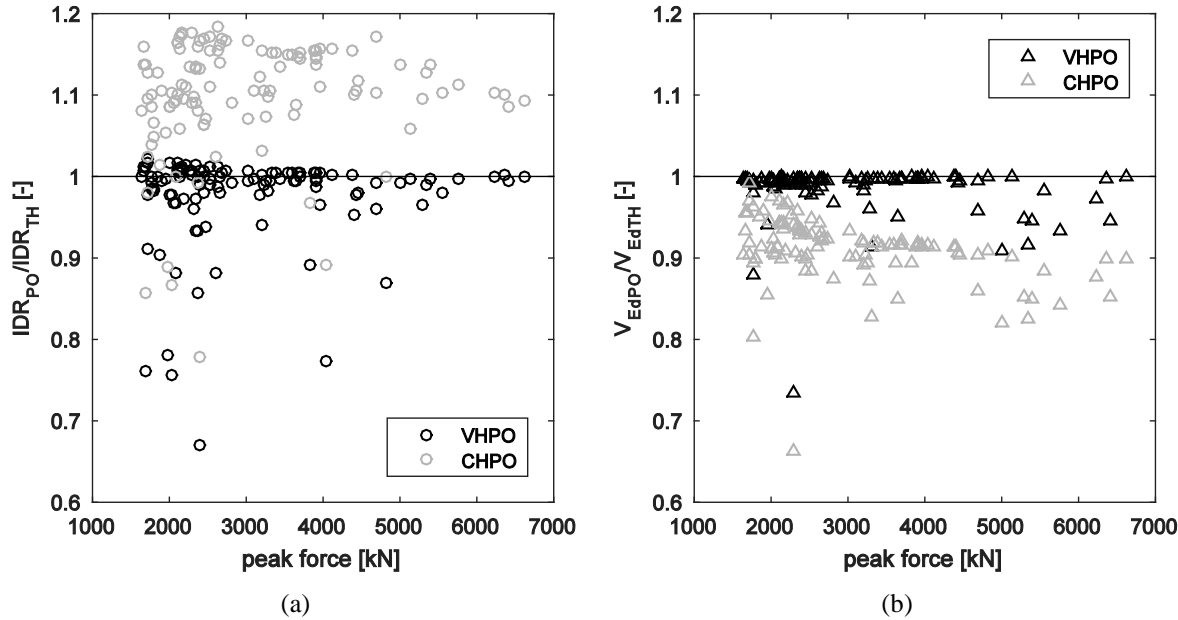 1.2
1.1
1
0.9
0.8
0.7
0.6
IDR_PO/IDR_TH [-]
VHPO
CHPO
1000 2000 3000 4000 5000 6000 7000
peak force [kN]
(a)
1.2
1.1
1
0.9
0.8
0.7
0.6
V_EdPO/V_EdTH [-]
VHPO
CHPO
1000 2000 3000 4000 5000 6000 7000
peak force [kN]
(b)